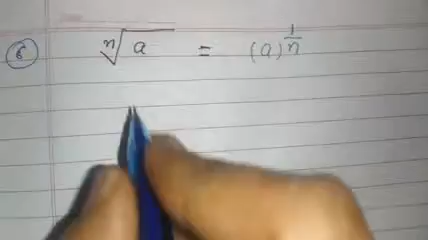 ⑥ ⁿ√a = (a)^(1/n)